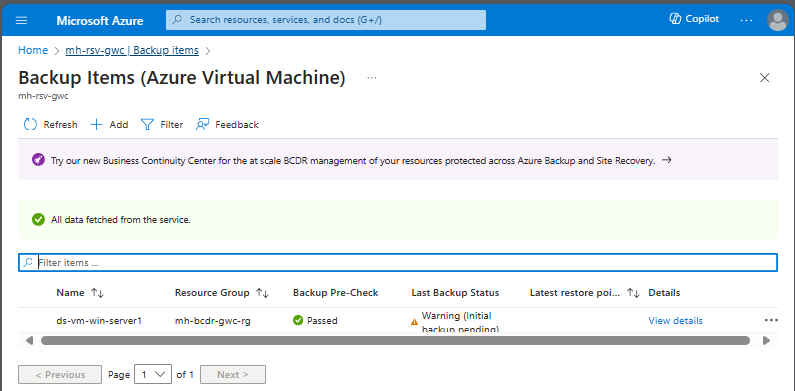 Microsoft Azure
Search resources, services, and docs (G+/)
Copilot
Home > mh-rsv-gwc | Backup items >
Backup Items (Azure Virtual Machine)
mh-rsv-gwc
Refresh
Add
Filter
Feedback
Try our new Business Continuity Center for the at scale BCDR management of your resources protected across Azure Backup and Site Recovery.
All data fetched from the service.
Filter items ...
Name Resource Group Backup Pre-Check Last Backup Status Latest restore poi... Details
ds-vm-win-server1 mh-bcdr-gwc-rg Passed Warning (Initial backup pending) View details
< Previous Page 1 of 1 Next >